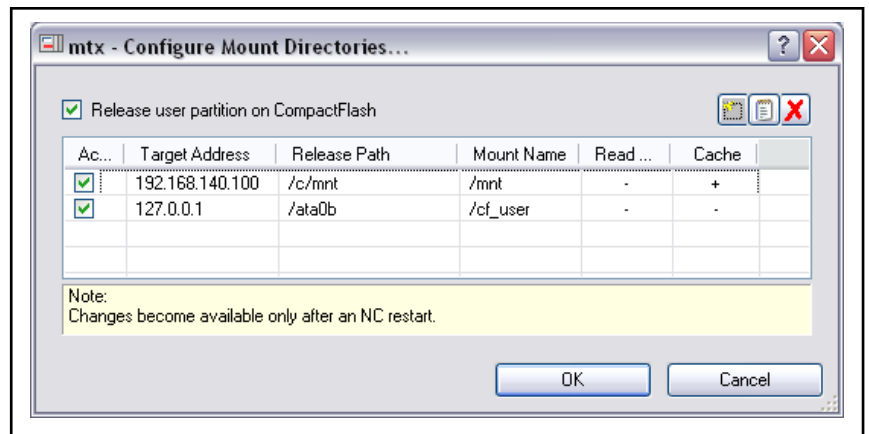 mtx - Configure Mount Directories...
Release user partition on CompactFlash
Ac... Target Address Release Path Mount Name Read ... Cache
192.168.140.100 /c/mnt /mnt - +
127.0.0.1 /ata0b /cf_user - -
Note:
Changes become available only after an NC restart.
OK Cancel